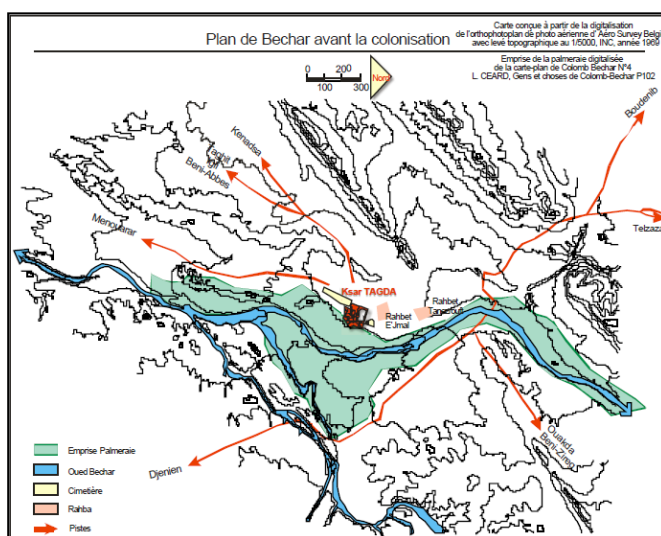 Plan de Bechar avant la colonisation
Carte conçue à partir de la digitalisation
de l'orthophotoplan de photo aérienne d' Aéro Survey Belgi
avec levé topographique au 1/5000, INC, année 1969
Emprise de la palmeraie digitalisée
de la carte-plan de Colomb Bechar N°4
L. CEARD, Gens et choses de Colomb-Bechar P102
0 200
100 300
Nord
Boudenib
Kenadsa
Taghit
Igli
Beni-Abbes
Telzaza
Menouarar
Ksar TAGDA
Rahbet
E'Jmal
Rahbet
Ouakda
Beni-Zireg
Djenien
Emprise Palmeraie
Oued Bechar
Cimetère
Rahba
Pistes